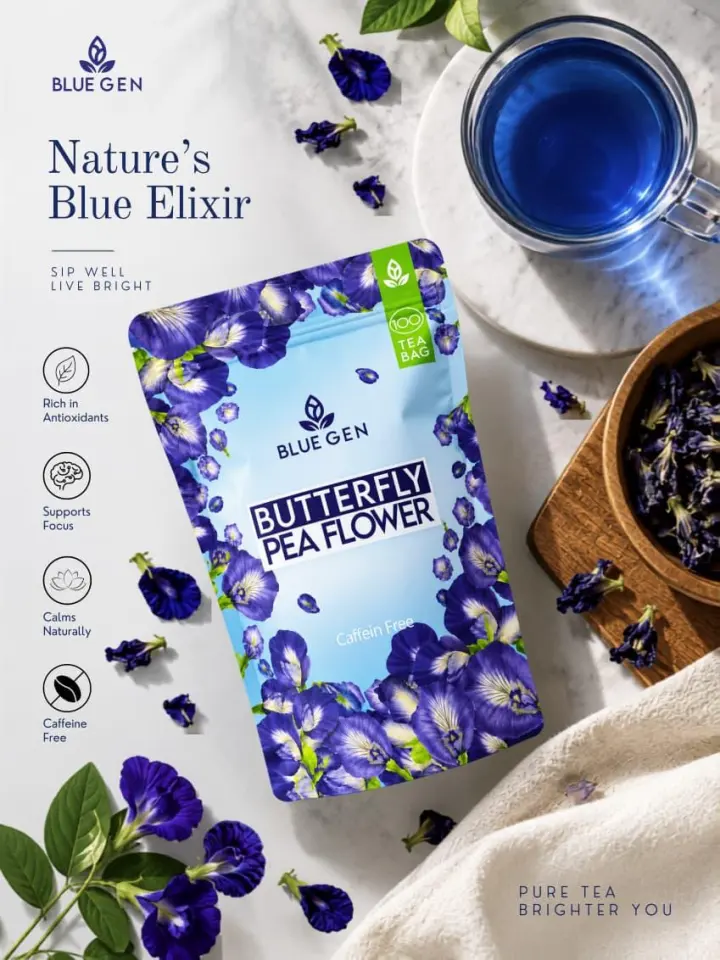 BLUE GEN
Nature's
Blue Elixir
SIP WELL
LIVE BRIGHT
Rich in
Antioxidants
Supports
Focus
Calms
Naturally
Caffeine
Free
100
TEA
BAG
BLUE GEN
BUTTERFLY
PEA FLOWER
Caffein Free
PURE TEA
BRIGHTER YOU